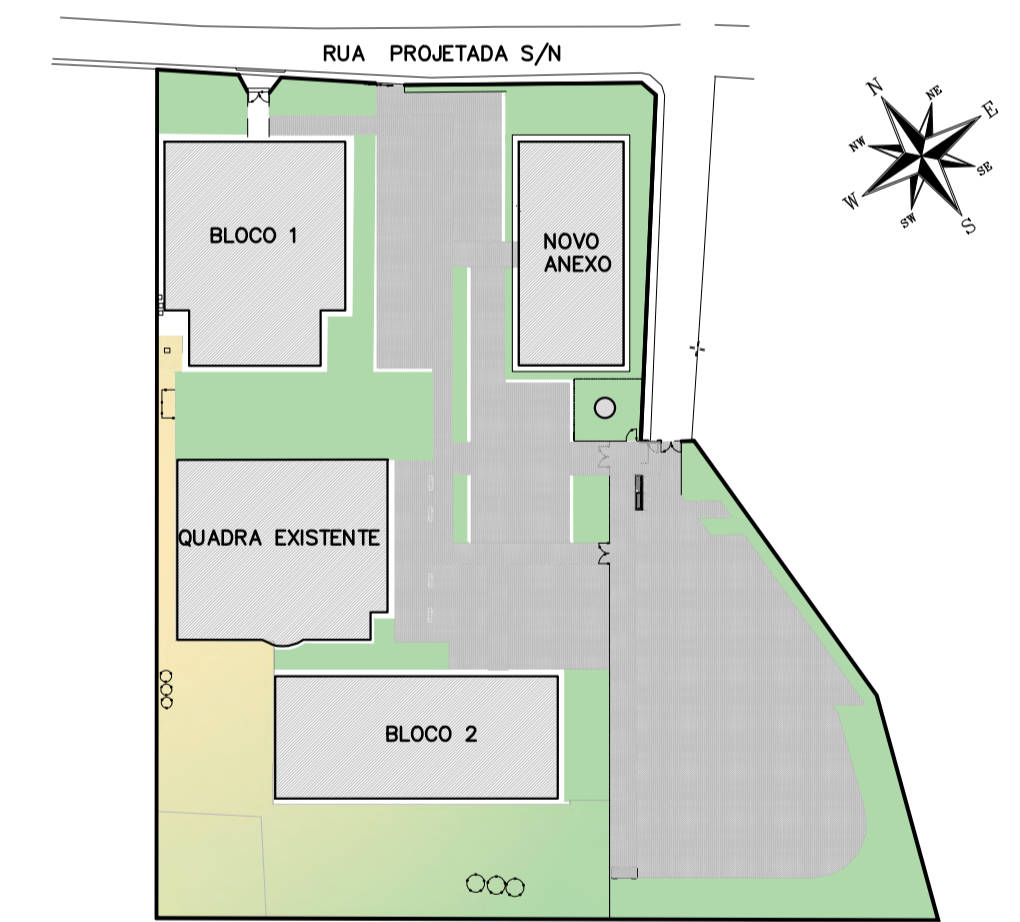 RUA PROJETADA S/N
N
NE
E
NW
SE
W
SW
S
BLOCO 1
NOVO
ANEXO
QUADRA EXISTENTE
BLOCO 2